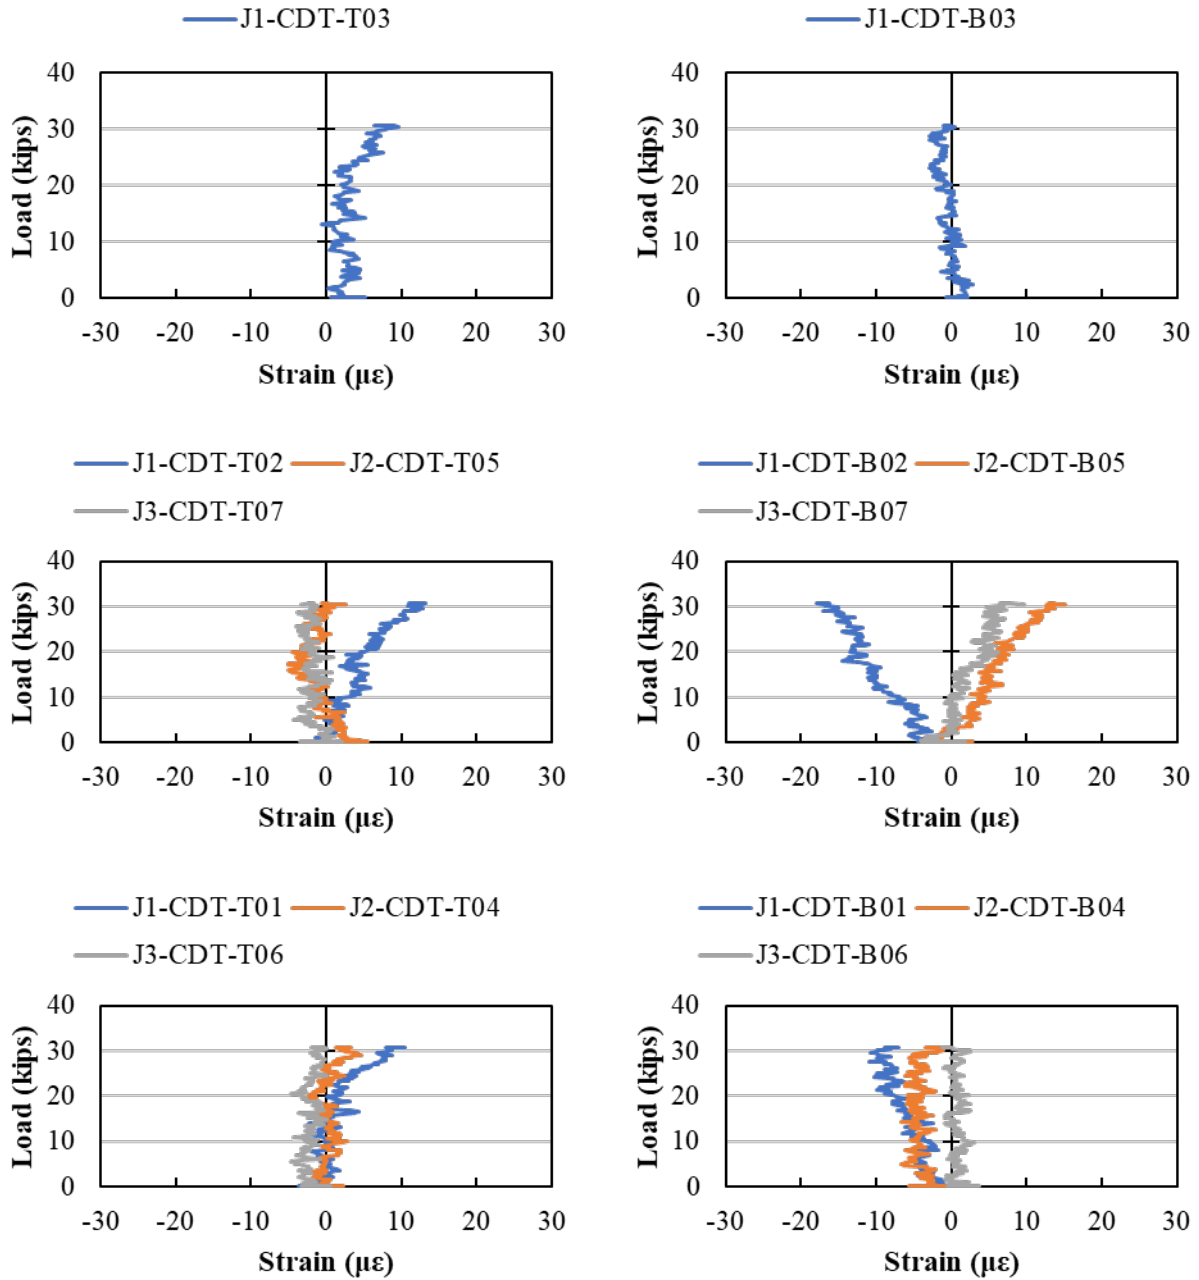 J1-CDT-T03
40
30
20
10
0
Load (kips)
-30 -20 -10 0 10 20 30
Strain (με)
J1-CDT-B03
40
30
20
10
0
Load (kips)
-30 -20 -10 0 10 20 30
Strain (με)
J1-CDT-T02 J2-CDT-T05
J3-CDT-T07
40
30
20
10
0
Load (kips)
-30 -20 -10 0 10 20 30
Strain (με)
J1-CDT-B02 J2-CDT-B05
J3-CDT-B07
40
30
20
10
0
Load (kips)
-30 -20 -10 0 10 20 30
Strain (με)
J1-CDT-T01 J2-CDT-T04
J3-CDT-T06
40
30
20
10
0
Load (kips)
-30 -20 -10 0 10 20 30
Strain (με)
J1-CDT-B01 J2-CDT-B04
J3-CDT-B06
40
30
20
10
0
Load (kips)
-30 -20 -10 0 10 20 30
Strain (με)